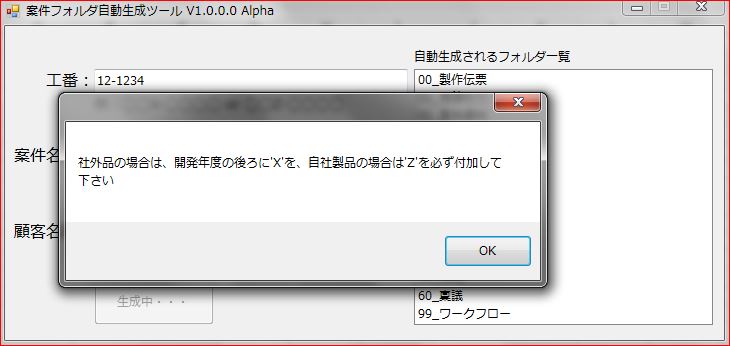 案件フォルダ自動生成ツール V1.0.0.0 Alpha
自動生成されるフォルダ一覧
工番：
12-1234
00_製作伝票
社外品の場合は、開発年度の後ろに'X'を、自社製品の場合は'Z'を必ず付加して
下さい
案件名
顧客名
OK
生成中・・・
60_稟議
99_ワークフロー